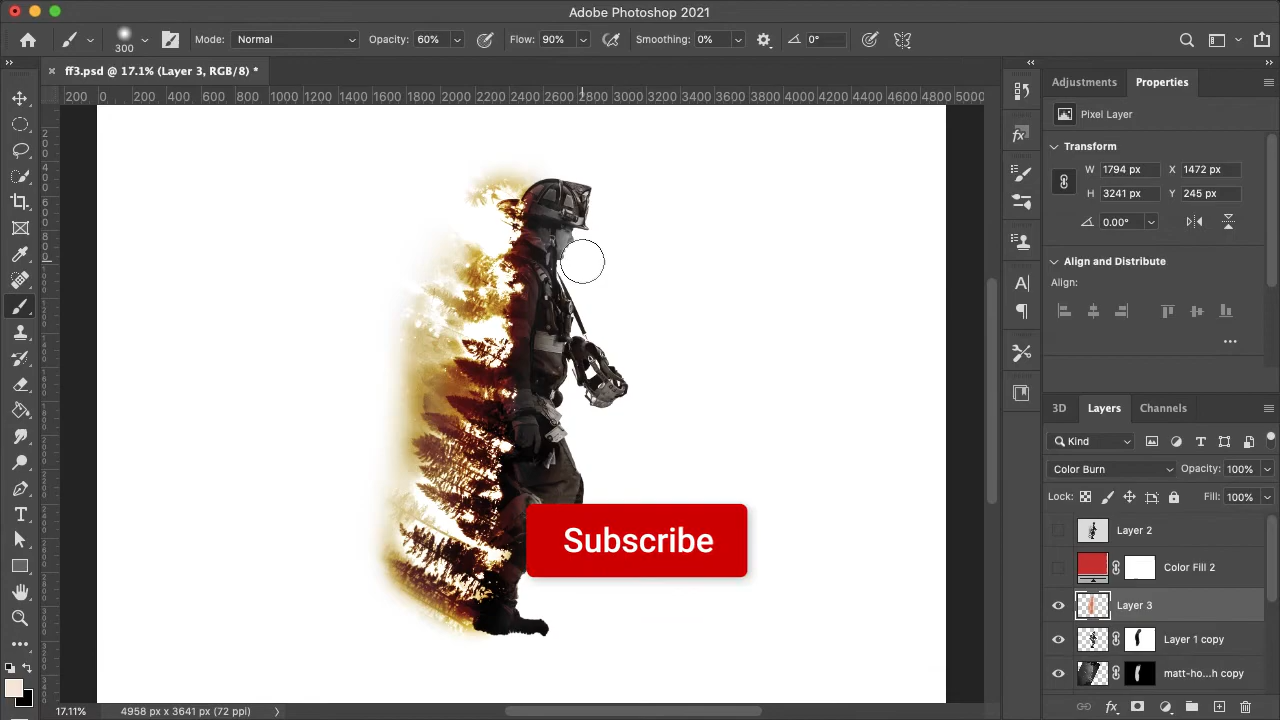 Adobe Photoshop 2021
300
Mode: Normal
Opacity: 60%
Flow: 90%
Smoothing: 0%
0°
ff3.psd @ 17.1% (Layer 3, RGB/8) *
200 0 200 400 600 800 1000 1200 1400 1600 1800 2000 2200 2400 2600 2800 3000 3200 3400 3600 3800 4000 4200 4400 4600 4800 5000
Adjustments
Properties
Pixel Layer
Transform
W 1794 px X 1472 px
H 3241 px Y 245 px
0.00°
Align and Distribute
Align:
3D
Layers
Channels
Kind
Color Burn
Opacity: 100%
Lock:
Fill: 100%
Layer 2
Color Fill 2
Layer 3
Layer 1 copy
matt-ho...h copy
Subscribe
17.11%
4958 px x 3641 px (72 ppi)